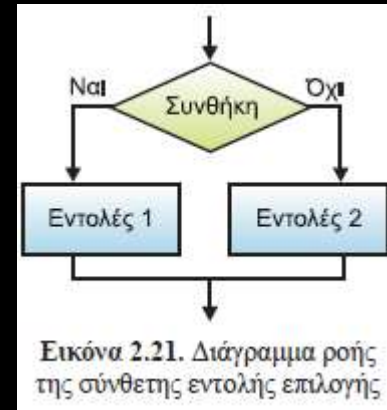 Ναι
Όχι
Συνθήκη
Εντολές 1
Εντολές 2
Εικόνα 2.21. Διάγραμμα ροής
της σύνθετης εντολής επιλογής